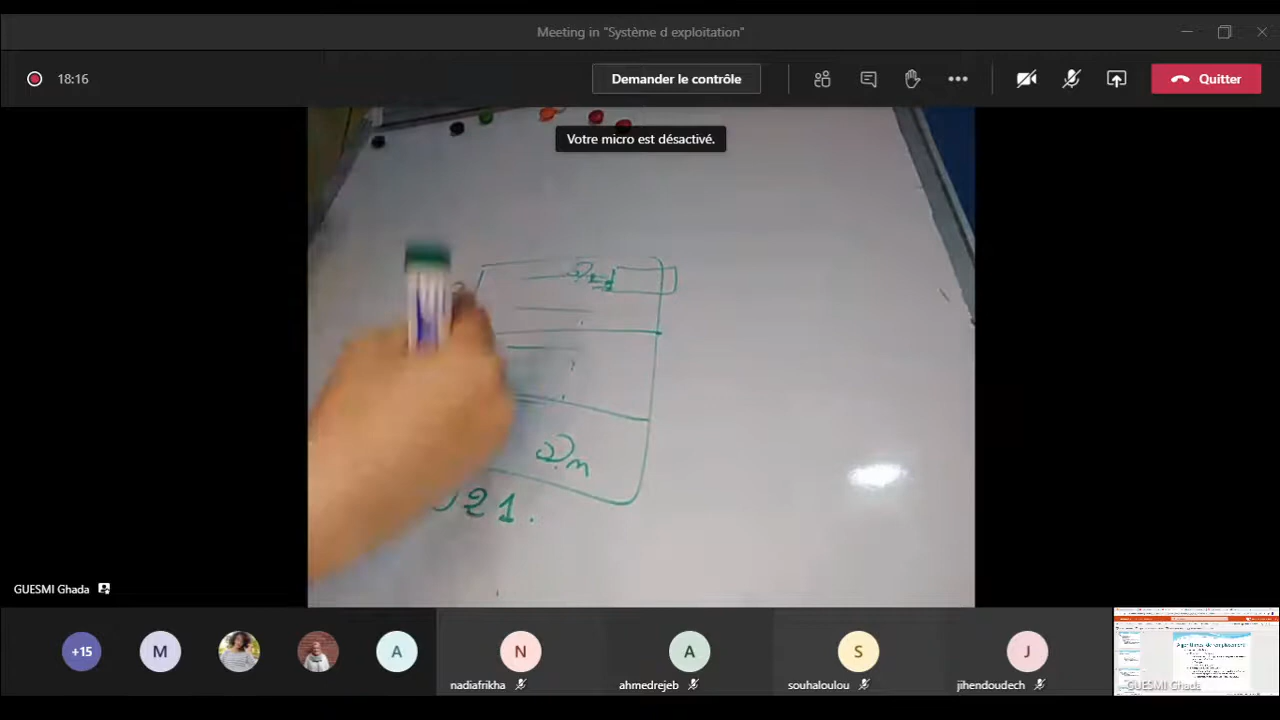 Meeting in "Système d exploitation"
18:16
Demander le contrôle
Quitter
Votre micro est désactivé.
21.
GUESMI Ghada
+15
M
A
N
A
S
J
nadiafrikha
ahmedrejeb
souhaloulou
jihendoudech
GUESMI Ghada